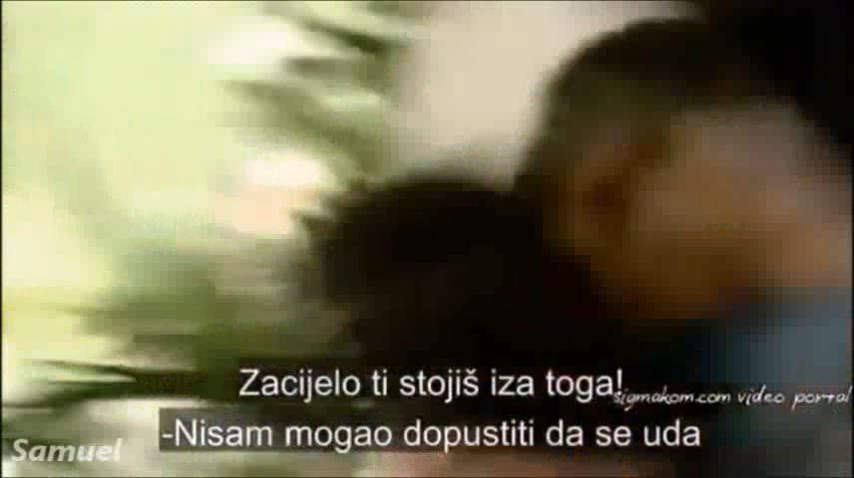 Zacijelo ti stojiš iza toga!
sigmakom.com video portal
-Nisam mogao dopustiti da se uda
Samuel